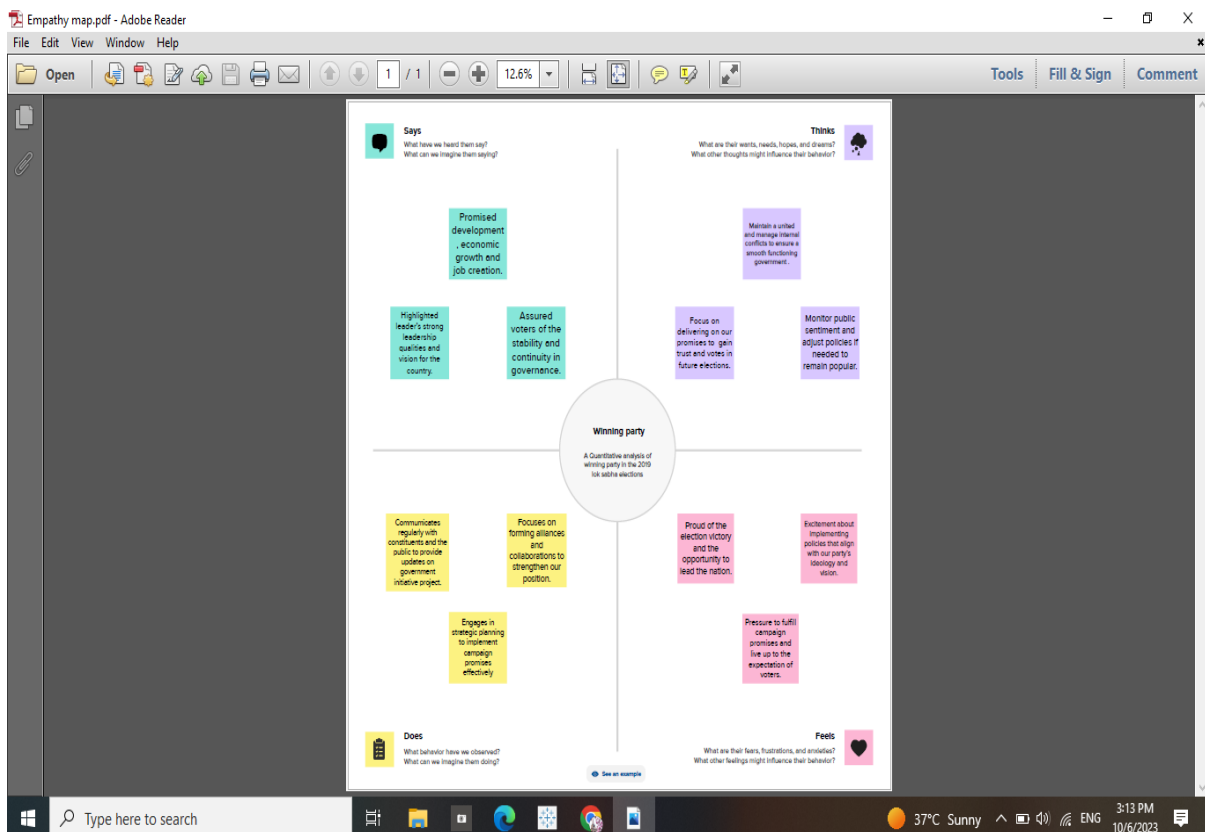 Empathy map.pdf - Adobe Reader
File Edit View Window Help
Open
1 / 1
12.6%
Tools
Fill & Sign
Comment
Says
What have we heard them say?
What can we imagine them saying?
Thinks
What are their wants, needs, hopes, and dreams?
What other thoughts might influence their behavior?
Promised
development
, economic
growth and
job creation.
Maintain a united
and manage internal
conflicts to ensure a
smooth functioning
government .
Highlighted
leader's strong
leadership
qualities and
vision for the
country.
Assured
voters of the
stability and
continuity in
governance.
Focus on
delivering on our
promises to gain
trust and votes in
future elections.
Monitor public
sentiment and
adjust policies if
needed to
remain popular.
Winning party
A Quantitative analysis of
winning party in the 2019
lok sabha elections
Communicates
regularly with
constituents and the
public to provide
updates on
government
initiative project.
Focuses on
forming alliances
and
collaborations to
strengthen our
position.
Proud of the
election victory
and the
opportunity to
lead the nation.
Excitement about
implementing
policies that align
with our party's
ideology and
vision.
Engages in
strategic planning
to implement
campaign
promises
effectively
Pressure to fulfill
campaign
promises and
live up to the
expectation of
voters.
Does
What behavior have we observed?
What can we imagine them doing?
Feels
What are their fears, frustrations, and anxieties?
What other feelings might influence their behavior?
See an example
Type here to search
37°C Sunny
ENG
3:13 PM
10/6/2023